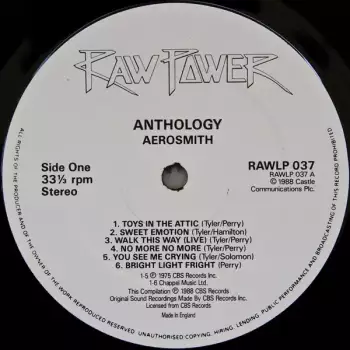 RAW POWER
ANTHOLOGY
AEROSMITH
Side One
33⅓ rpm
Stereo
RAWLP 037
RAWLP 037 A
© 1988 Castle
Communications Plc.
1. TOYS IN THE ATTIC (Tyler/Perry)
2. SWEET EMOTION (Tyler/Hamilton)
3. WALK THIS WAY (LIVE) (Tyler/Perry)
4. NO MORE NO MORE (Tyler/Perry)
5. YOU SEE ME CRYING (Tyler/Solomon)
6. BRIGHT LIGHT FRIGHT (Perry)
1-5 ℗ 1975 CBS Records
1-6 Chappel Music Ltd.
This Compilation ℗ 1988 CBS Records
Original Sound Recordings Made By CBS Records Inc.
Licensed from CBS Records
Made in England
ALL RIGHTS OF THE PRODUCER AND OF THE OWNER OF THE WORK REPRODUCED RESERVED. UNAUTHORISED COPYING, HIRING, LENDING, PUBLIC PERFORMANCE AND BROADCASTING OF THIS RECORD PROHIBITED